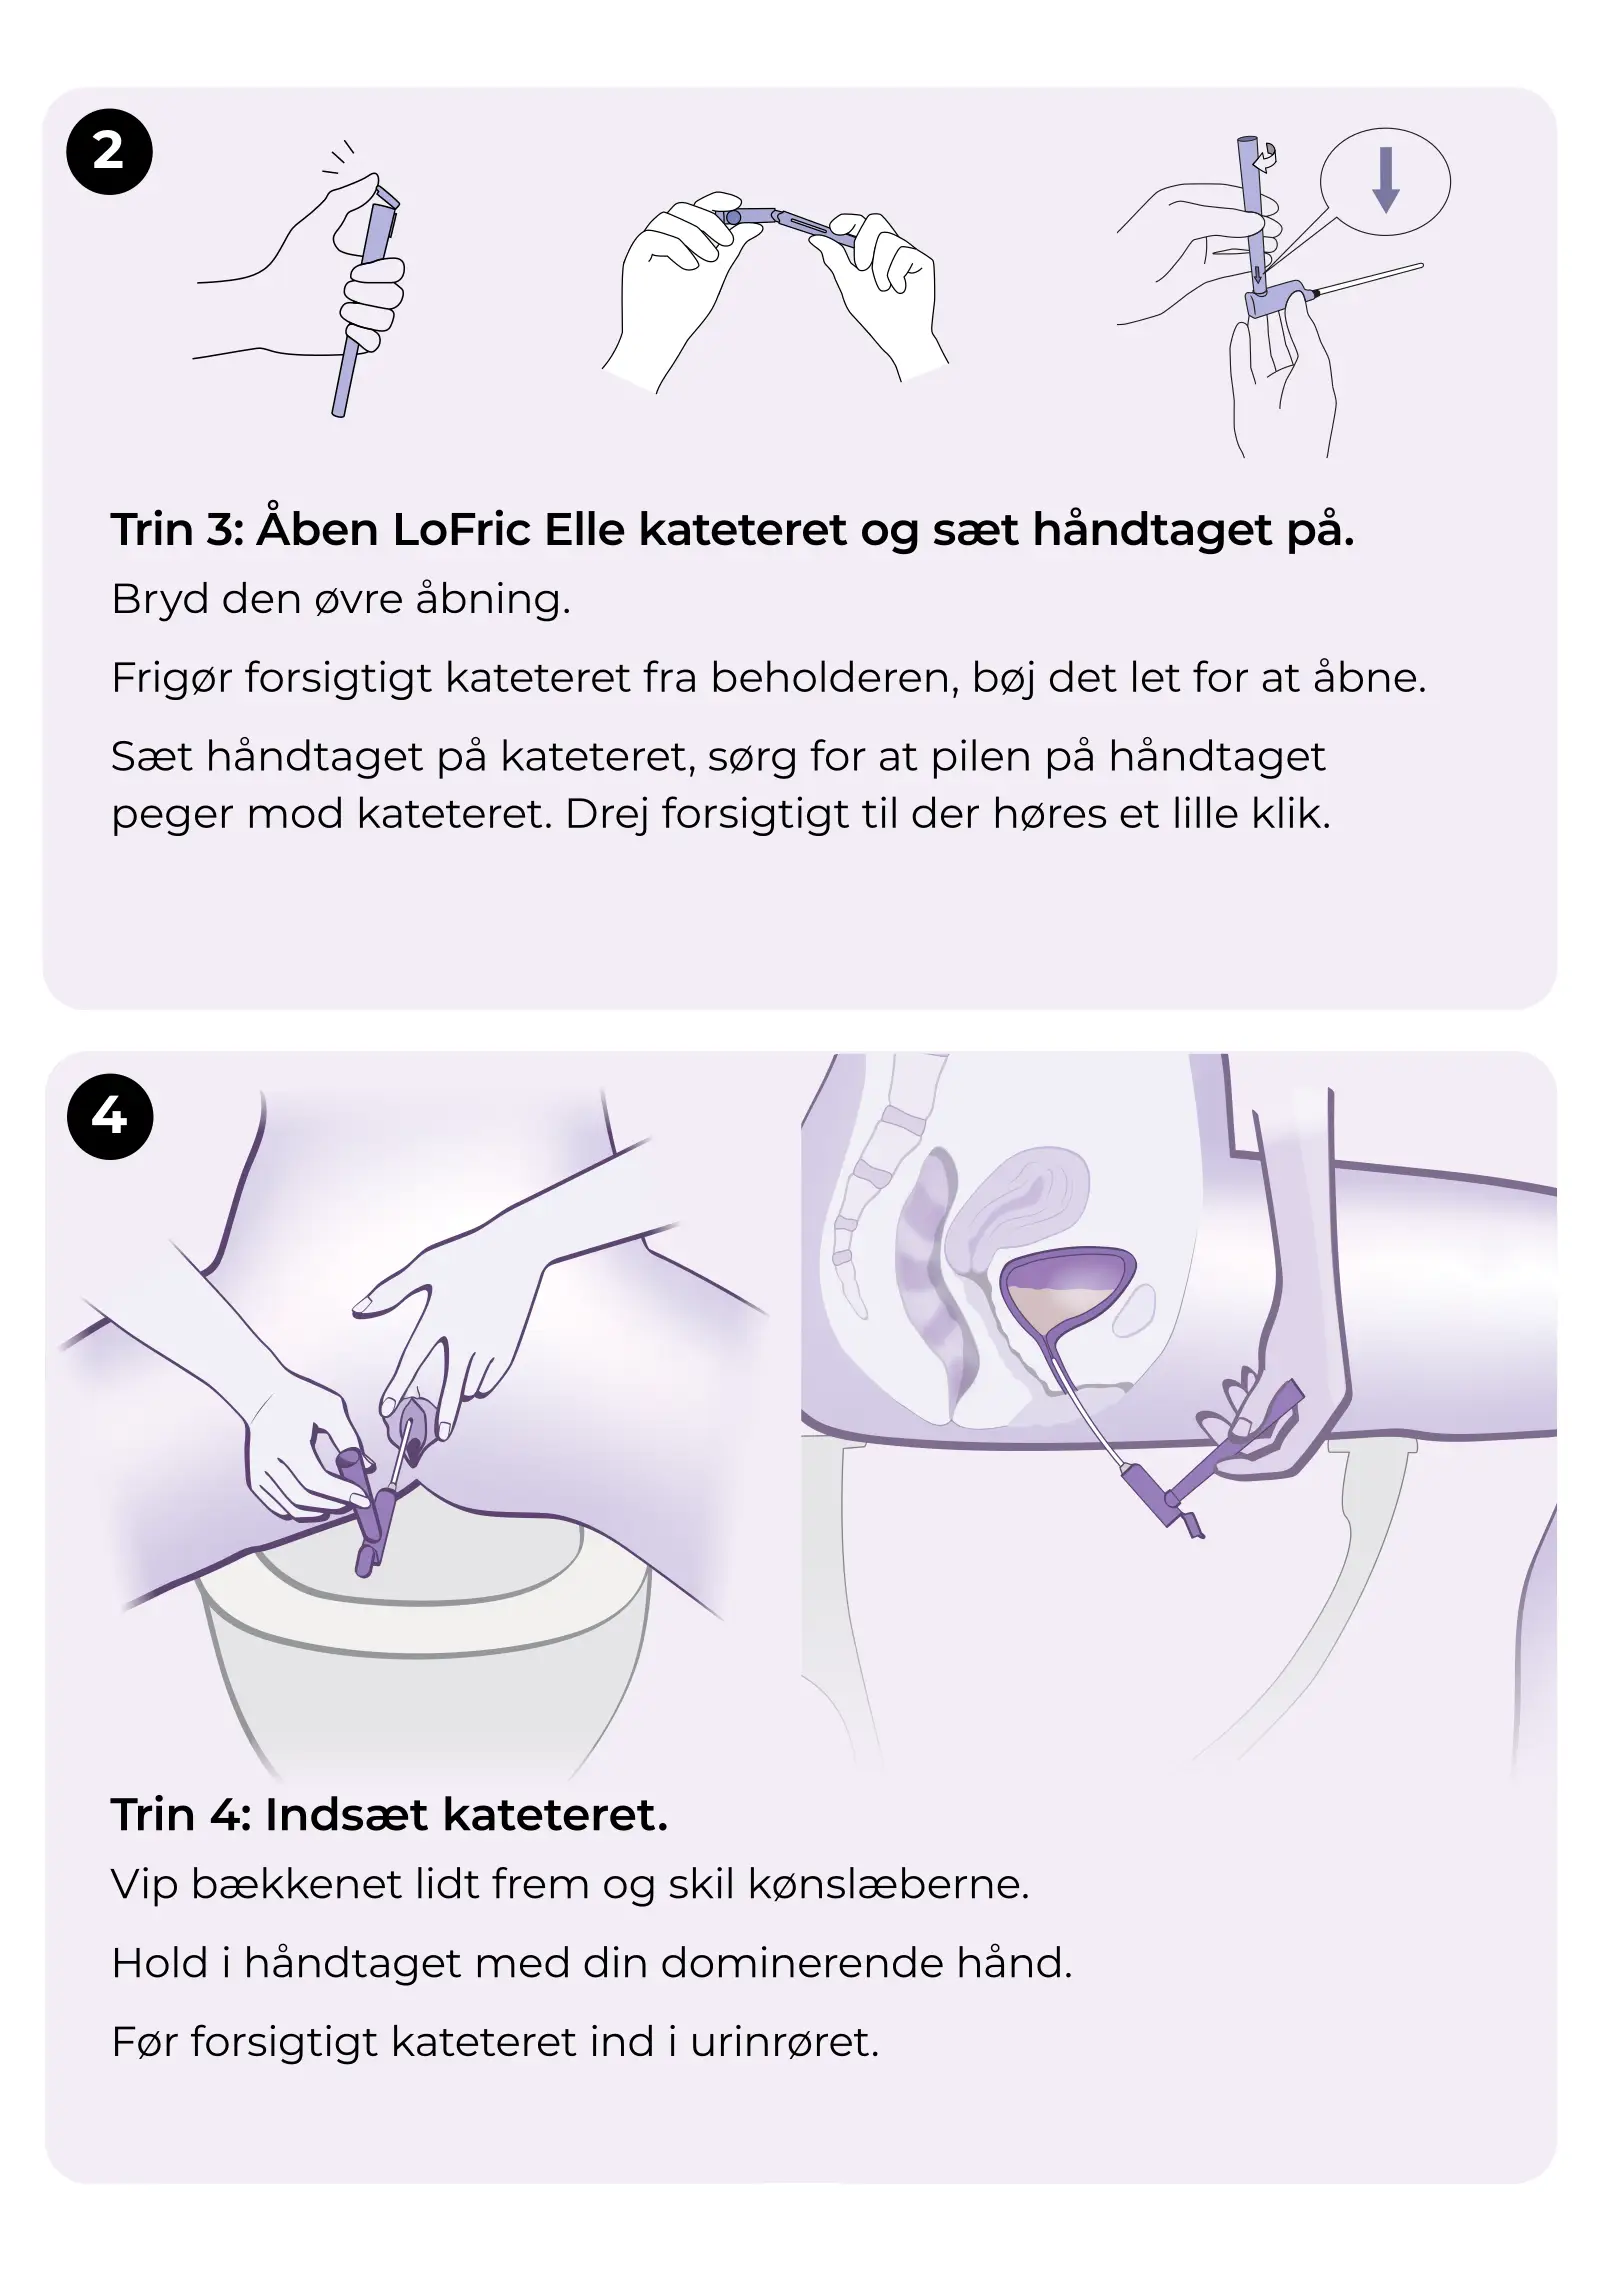 2
Trin 3: Åben LoFric Elle kateteret og sæt håndtaget på.
Bryd den øvre åbning.
Frigør forsigtigt kateteret fra beholderen, bøj det let for at åbne.
Sæt håndtaget på kateteret, sørg for at pilen på håndtaget
peger mod kateteret. Drej forsigtigt til der høres et lille klik.
4
Trin 4: Indsæt kateteret.
Vip bækkenet lidt frem og skil kønslæberne.
Hold i håndtaget med din dominerende hånd.
Før forsigtigt kateteret ind i urinrøret.